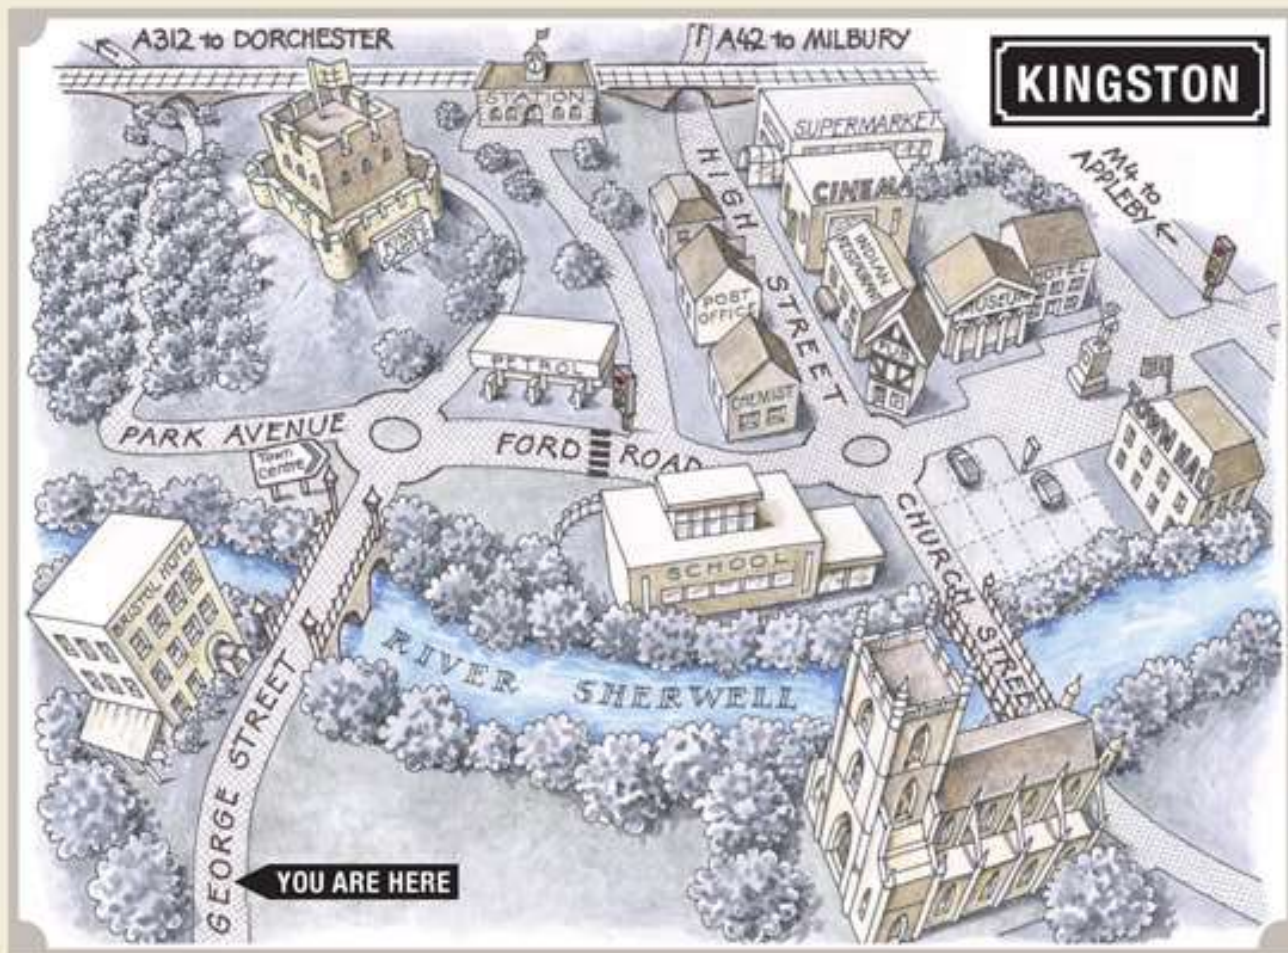 A312 to DORCHESTER
A42 to MILBURY
KINGSTON
STATION
SUPERMARKET
M4 to
APPLEBY
HIGH STREET
CINEMA
INDIAN
RESTAURANT
POST
OFFICE
MUSEUM
HOTEL
PETROL
PUB
CHEMIST
PARK AVENUE
Town
Centre
FORD ROAD
TOWN HALL
CHURCH STREET
SCHOOL
BRISTOL HOTEL
RIVER SHERWELL
GEORGE STREET
YOU ARE HERE